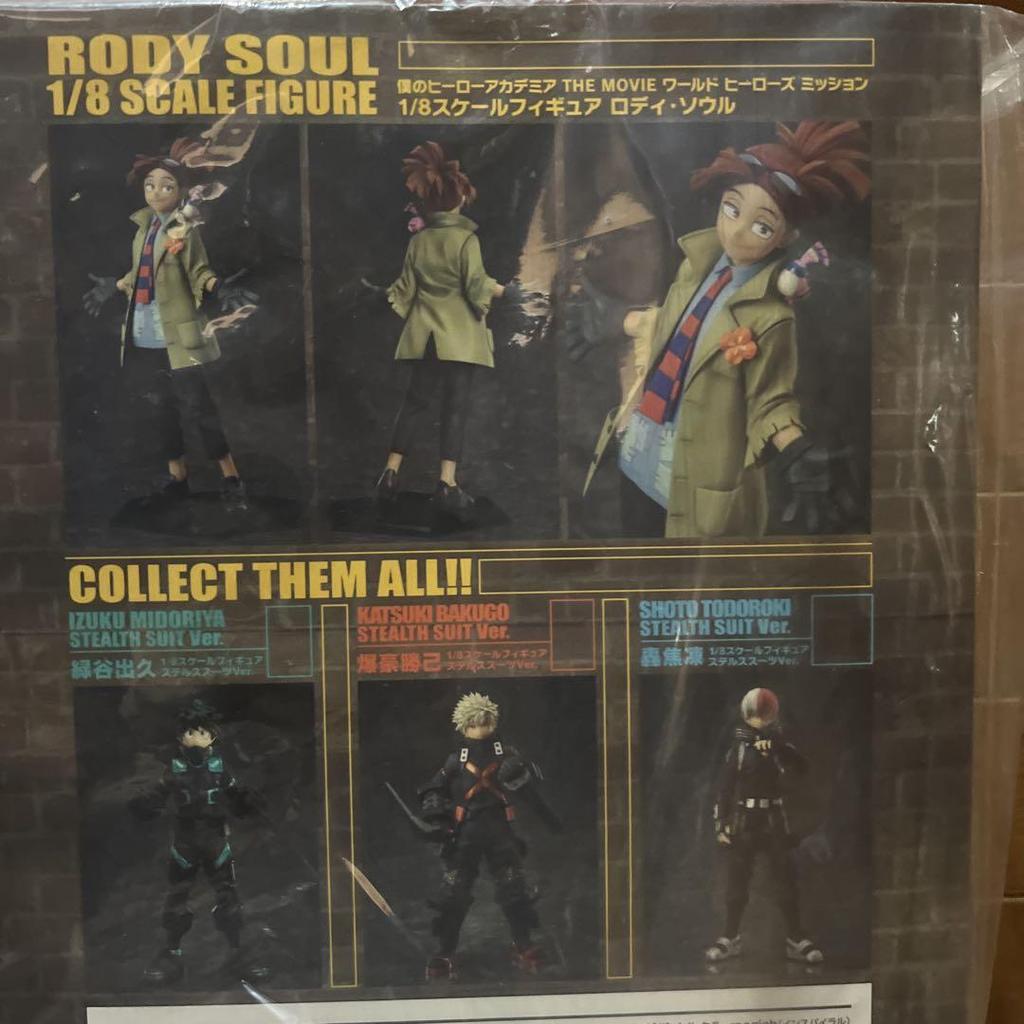 RODY SOUL
1/8 SCALE FIGURE
僕のヒーローアカデミア THE MOVIE ワールド ヒーローズ ミッション
1/8スケールフィギュア ロディ・ソウル
COLLECT THEM ALL!!
IZUKU MIDORIYA
STEALTH SUIT Ver.
緑谷出久 1/8スケールフィギュア
ステルススーツVer.
KATSUKI BAKUGO
STEALTH SUIT Ver.
爆豪勝己 1/8スケールフィギュア
ステルススーツVer.
SHOTO TODOROKI
STEALTH SUIT Ver.
轟焦凍 1/8スケールフィギュア
ステルススーツVer.